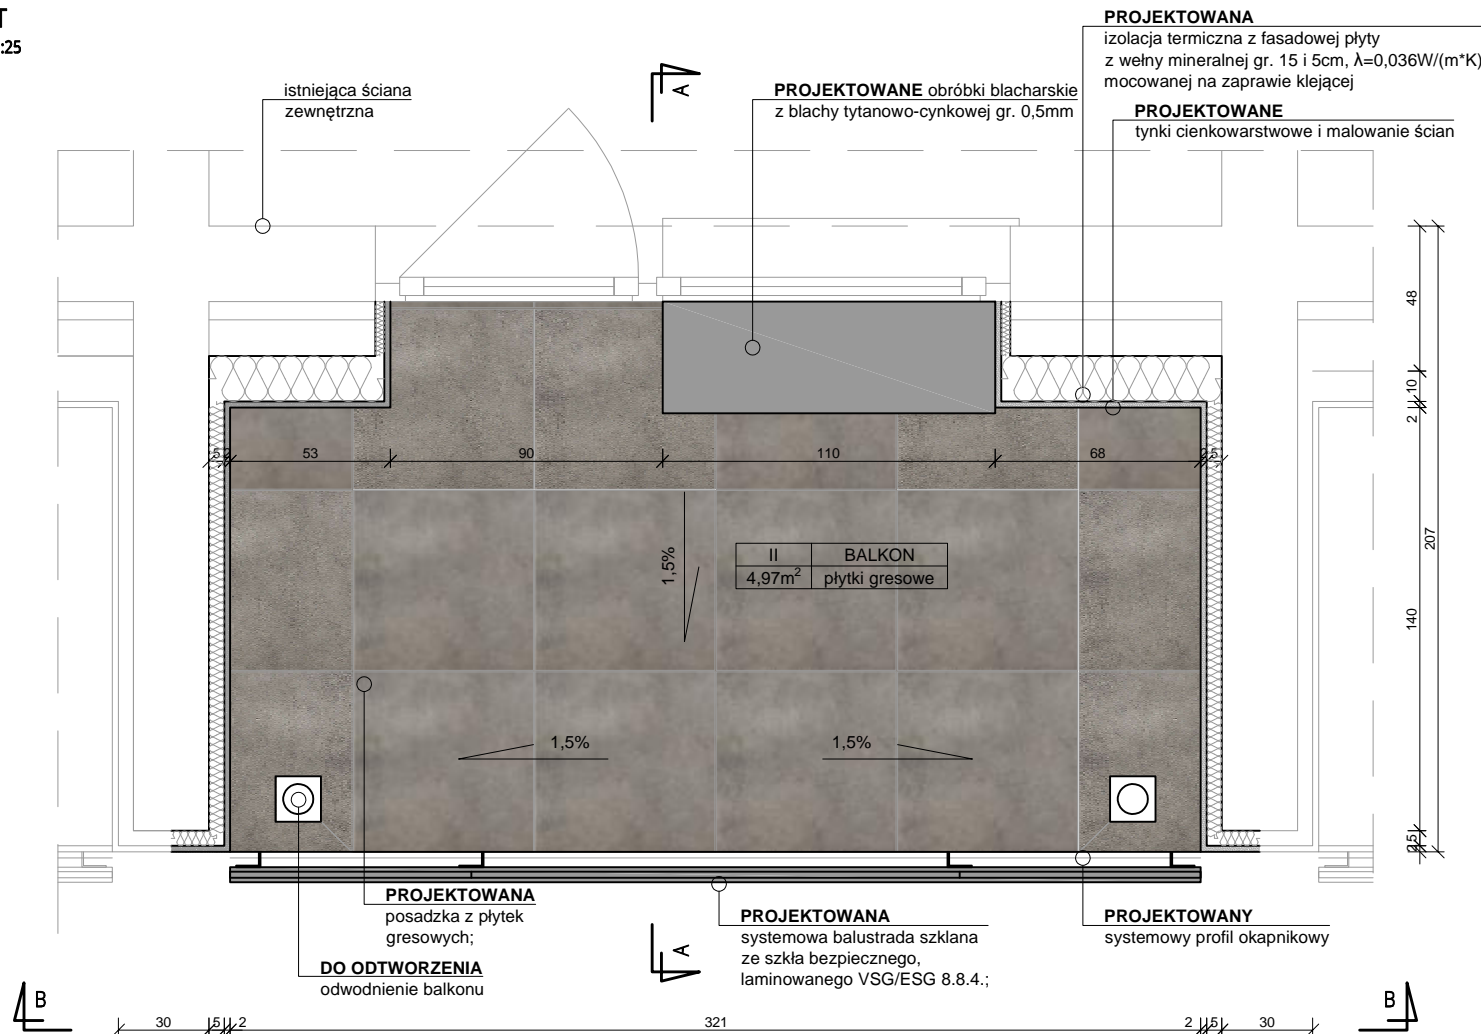 T
:25
istniejąca ściana
zewnętrzna
A
PROJEKTOWANE obróbki blacharskie
z blachy tytanowo-cynkowej gr. 0,5mm
PROJEKTOWANA
izolacja termiczna z fasadowej płyty
z wełny mineralnej gr. 15 i 5cm, λ=0,036W/(m*K)
mocowanej na zaprawie klejącej
PROJEKTOWANE
tynki cienkowarstwowe i malowanie ścian
48
10
2
207
140
5
2
5
2
53
90
110
68
2
5
1,5%
II BALKON
4,97m² płytki gresowe
1,5%
1,5%
PROJEKTOWANA
posadzka z płytek
gresowych;
DO ODTWORZENIA
odwodnienie balkonu
A
PROJEKTOWANA
systemowa balustrada szklana
ze szkła bezpiecznego,
laminowanego VSG/ESG 8.8.4.;
PROJEKTOWANY
systemowy profil okapnikowy
B
B
30
5
2
321
2
5
30